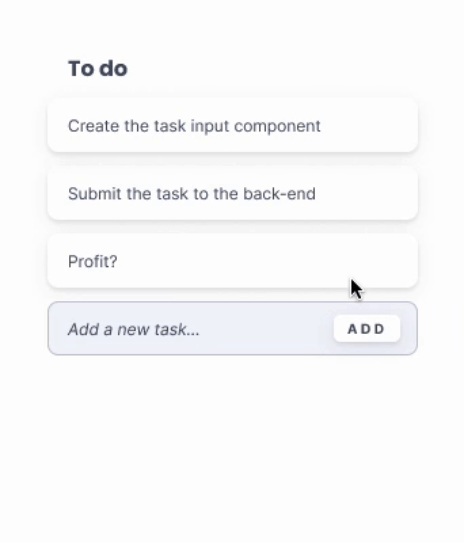 To do
Create the task input component
Submit the task to the back-end
Profit?
Add a new task...
ADD